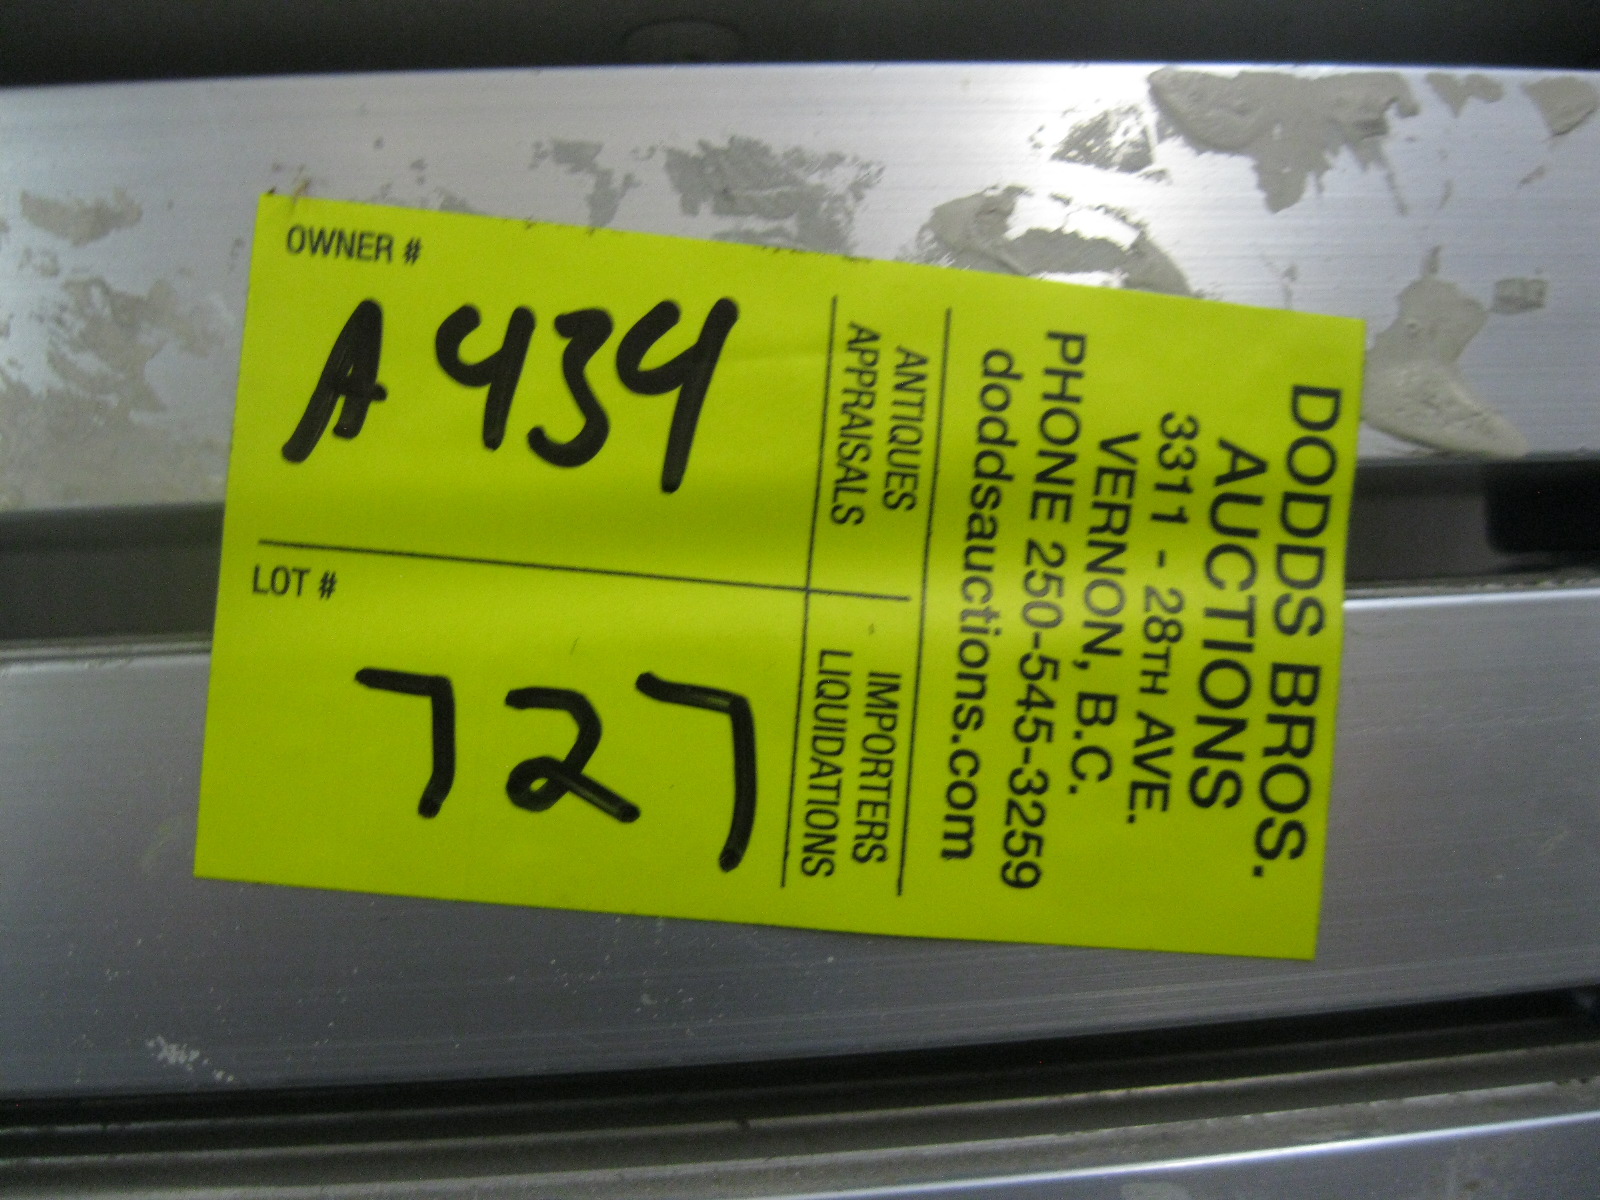 OWNER #
A434
LOT #
727
ANTIQUES
APPRAISALS
IMPORTERS
LIQUIDATIONS
DODDS BROS.
AUCTIONS
3311 - 28TH AVE.
VERNON, B.C.
PHONE 250-545-3259
doddsauctions.com